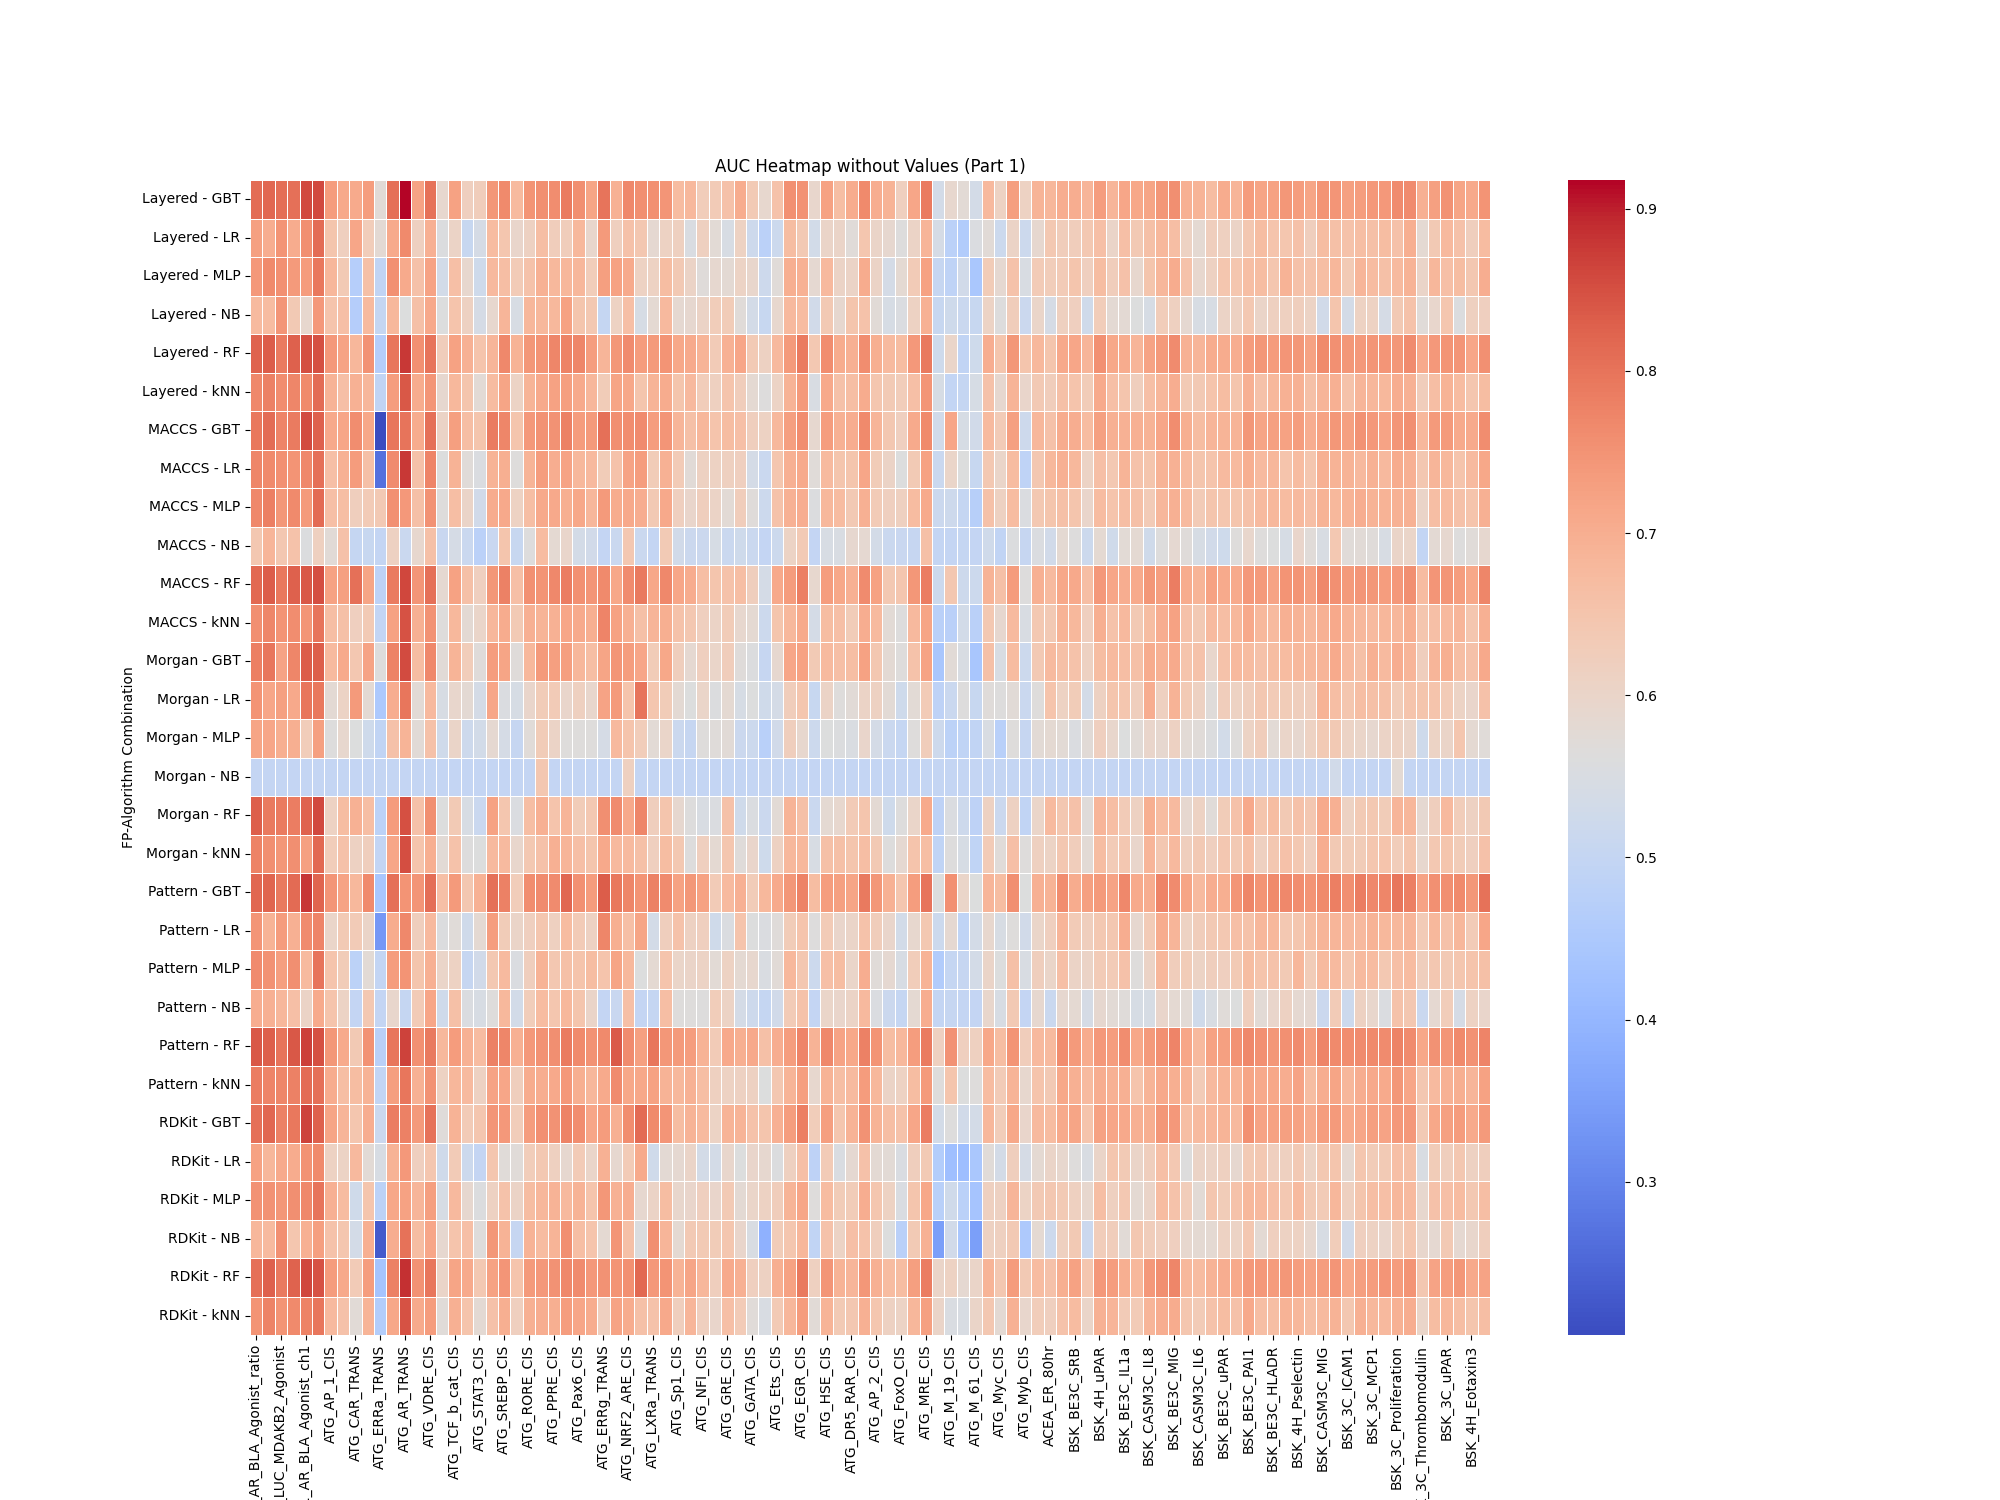 AUC Heatmap without Values (Part 1)
FP-Algorithm Combination
Layered - GBT
Layered - LR
Layered - MLP
Layered - NB
Layered - RF
Layered - kNN
MACCS - GBT
MACCS - LR
MACCS - MLP
MACCS - NB
MACCS - RF
MACCS - kNN
Morgan - GBT
Morgan - LR
Morgan - MLP
Morgan - NB
Morgan - RF
Morgan - kNN
Pattern - GBT
Pattern - LR
Pattern - MLP
Pattern - NB
Pattern - RF
Pattern - kNN
RDKit - GBT
RDKit - LR
RDKit - MLP
RDKit - NB
RDKit - RF
RDKit - kNN
_AR_BLA_Agonist_ratio
_LUC_MDAKB2_Agonist
_AR_BLA_Agonist_ch1
ATG_AP_1_CIS
ATG_CAR_TRANS
ATG_ERRa_TRANS
ATG_AR_TRANS
ATG_VDRE_CIS
ATG_TCF_b_cat_CIS
ATG_STAT3_CIS
ATG_SREBP_CIS
ATG_RORE_CIS
ATG_PPRE_CIS
ATG_Pax6_CIS
ATG_ERRg_TRANS
ATG_NRF2_ARE_CIS
ATG_LXRa_TRANS
ATG_Sp1_CIS
ATG_NFI_CIS
ATG_GRE_CIS
ATG_GATA_CIS
ATG_Ets_CIS
ATG_EGR_CIS
ATG_HSE_CIS
ATG_DR5_RAR_CIS
ATG_AP_2_CIS
ATG_FoxO_CIS
ATG_MRE_CIS
ATG_M_19_CIS
ATG_M_61_CIS
ATG_Myc_CIS
ATG_Myb_CIS
ACEA_ER_80hr
BSK_BE3C_SRB
BSK_4H_uPAR
BSK_BE3C_IL1a
BSK_CASM3C_IL8
BSK_BE3C_MIG
BSK_CASM3C_IL6
BSK_BE3C_uPAR
BSK_BE3C_PAI1
BSK_BE3C_HLADR
BSK_4H_Pselectin
BSK_CASM3C_MIG
BSK_3C_ICAM1
BSK_3C_MCP1
BSK_3C_Proliferation
_3C_Thrombomodulin
BSK_3C_uPAR
BSK_4H_Eotaxin3
0.9
0.8
0.7
0.6
0.5
0.4
0.3